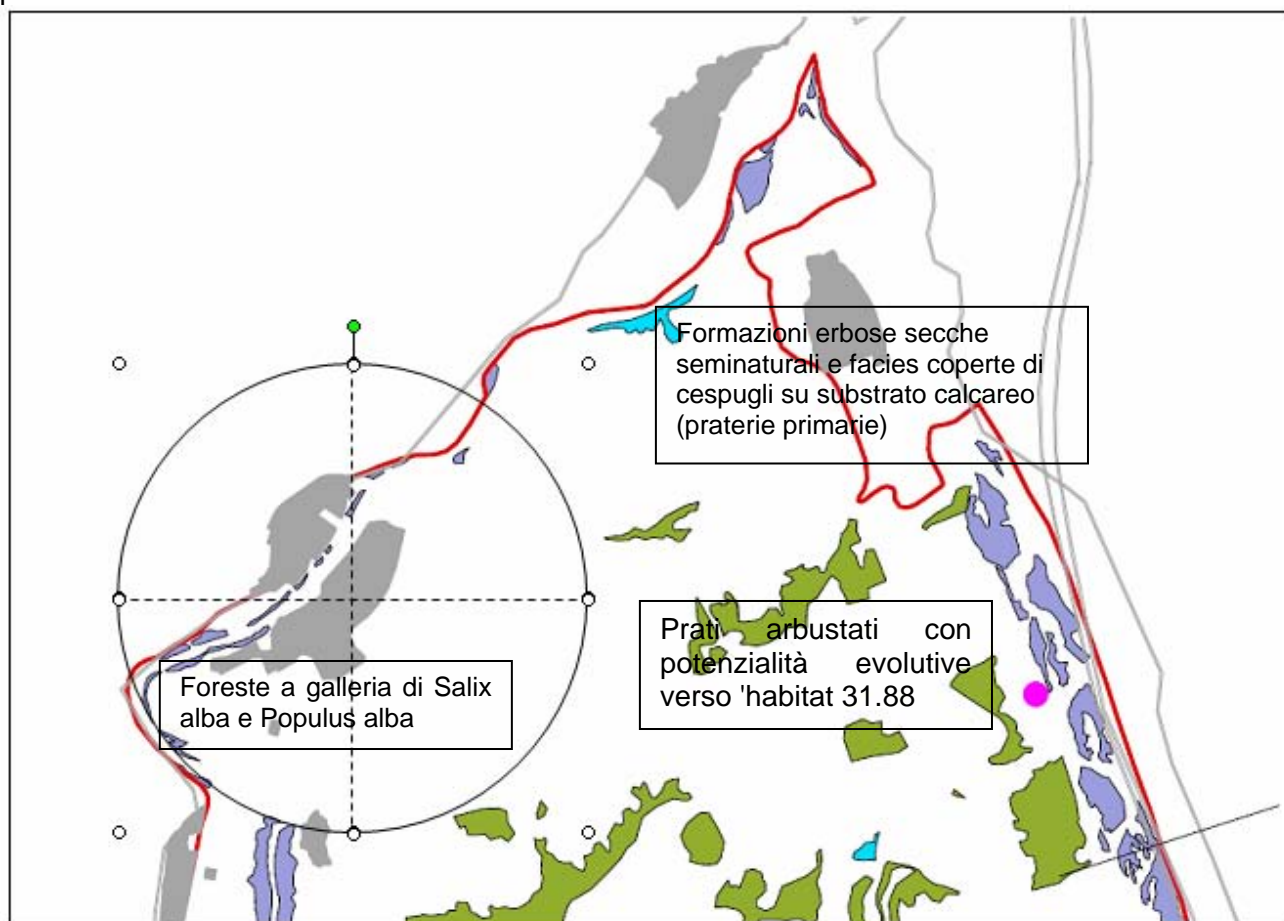 Formazioni erbose secche
seminaturali e facies coperte di
cespugli su substrato calcareo
(praterie primarie)
Prati arbustati con
potenzialità evolutive
verso 'habitat 31.88
Foreste a galleria di Salix
alba e Populus alba